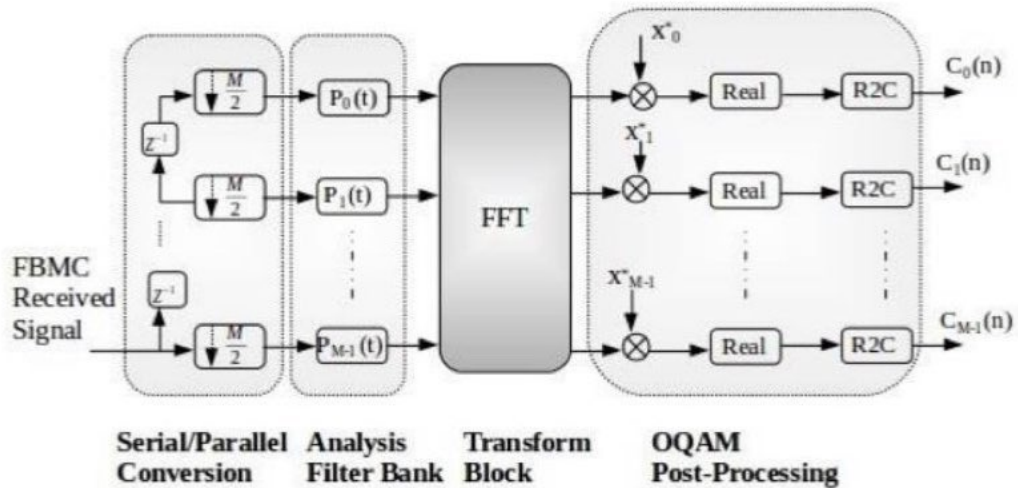 X*₀
M/2 P₀(t) Real R2C C₀(n)
Z⁻¹
X*₁
M/2 P₁(t) Real R2C C₁(n)
FFT
FBMC
Received
Signal
Z⁻¹
X*M-1
M/2 PM-1(t) Real R2C CM-1(n)
Serial/Parallel
Conversion
Analysis
Filter Bank
Transform
Block
OQAM
Post-Processing